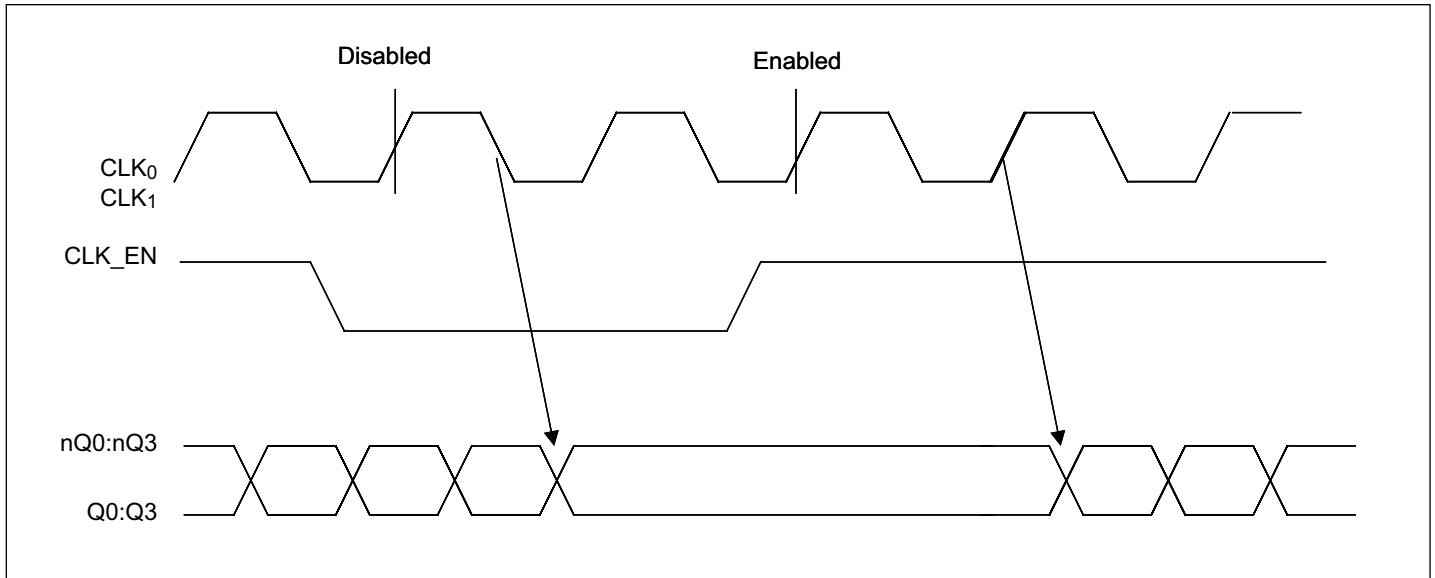 Disabled
Enabled
CLK0
CLK1
CLK_EN
nQ0:nQ3
Q0:Q3